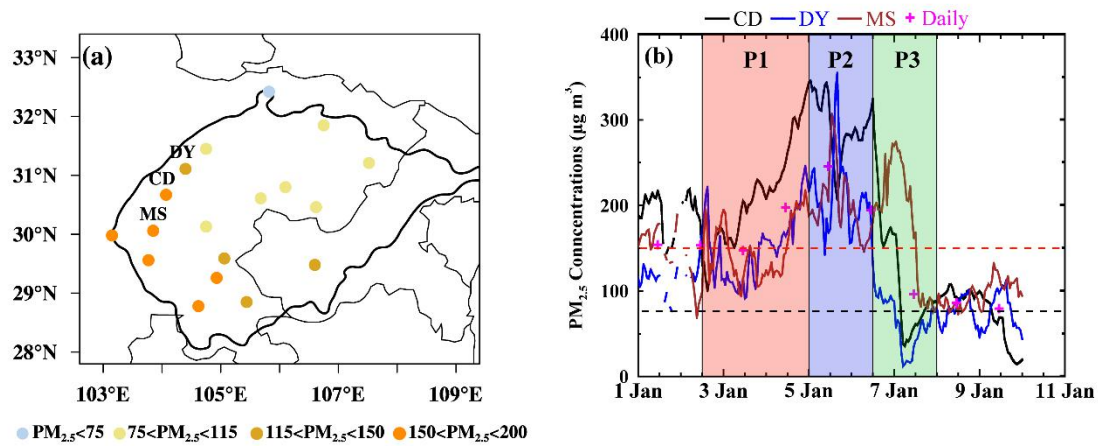 (a)
33°N
32°N
31°N
30°N
29°N
28°N
DY
CD
MS
103°E 105°E 107°E 109°E
PM2.5<75 75<PM2.5<115 115<PM2.5<150 150<PM2.5<200
CD DY MS Daily
(b) P1 P2 P3
PM2.5 Conncentrations (μg m³)
400
300
200
100
0
1 Jan 3 Jan 5 Jan 7 Jan 9 Jan 11 Jan